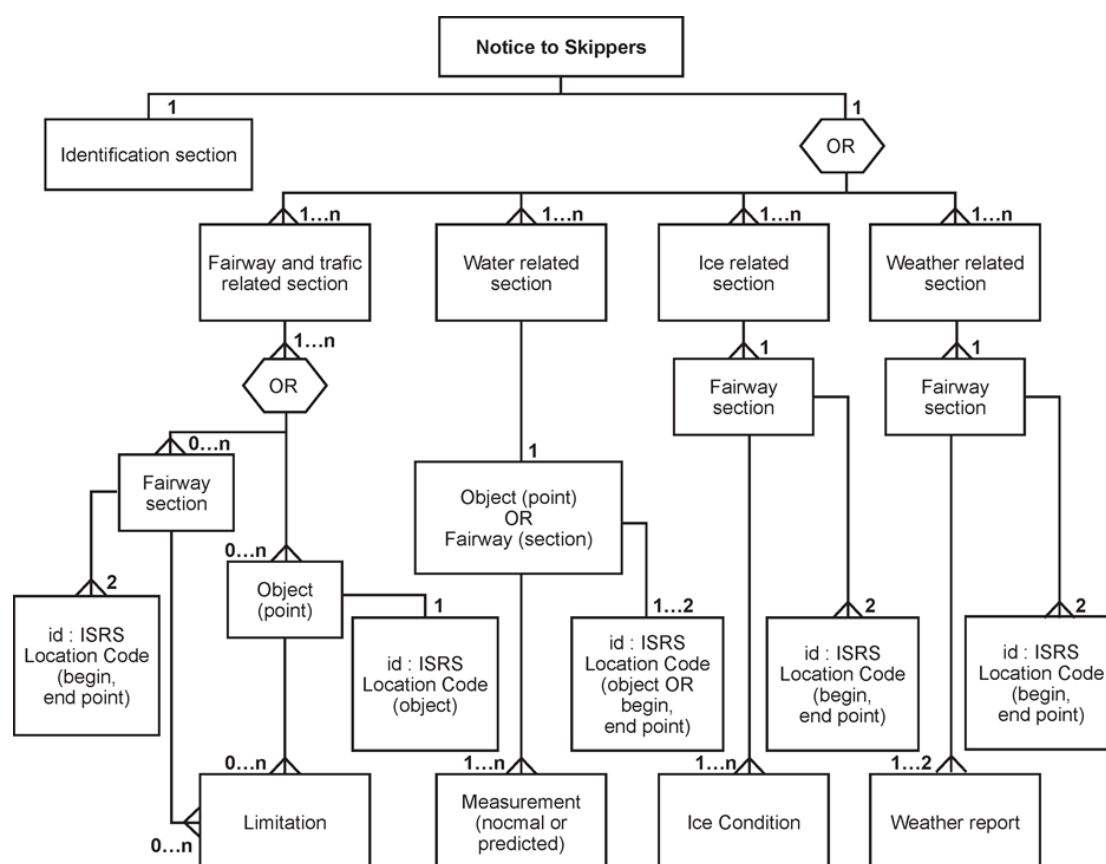 Notice to Skippers
1
1
Identification section
OR
1...n
1...n
1...n
1...n
Fairway and trafic
related section
Water related
section
Ice related
section
Weather related
section
1...n
OR
1
Fairway
section
1
Fairway
section
0...n
Fairway
section
1
Object (point)
OR
Fairway (section)
0...n
Object
(point)
2
id : ISRS
Location Code
(begin,
end point)
1
id : ISRS
Location Code
(object)
1...2
id : ISRS
Location Code
(object OR
begin,
end point)
2
id : ISRS
Location Code
(begin,
end point)
2
id : ISRS
Location Code
(begin,
end point)
0...n
0...n
Limitation
1...n
Measurement
(nocmal or
predicted)
1...n
Ice Condition
1...2
Weather report